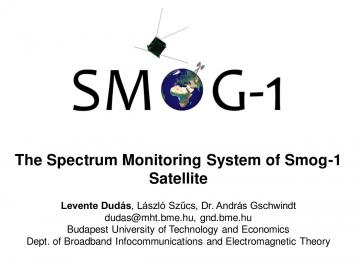 SMOG-1
The Spectrum Monitoring System of Smog-1
Satellite
Levente Dudás, László Szűcs, Dr. András Gschwindt
dudas@mht.bme.hu, gnd.bme.hu
Budapest University of Technology and Economics
Dept. of Broadband Infocommunications and Electromagnetic Theory